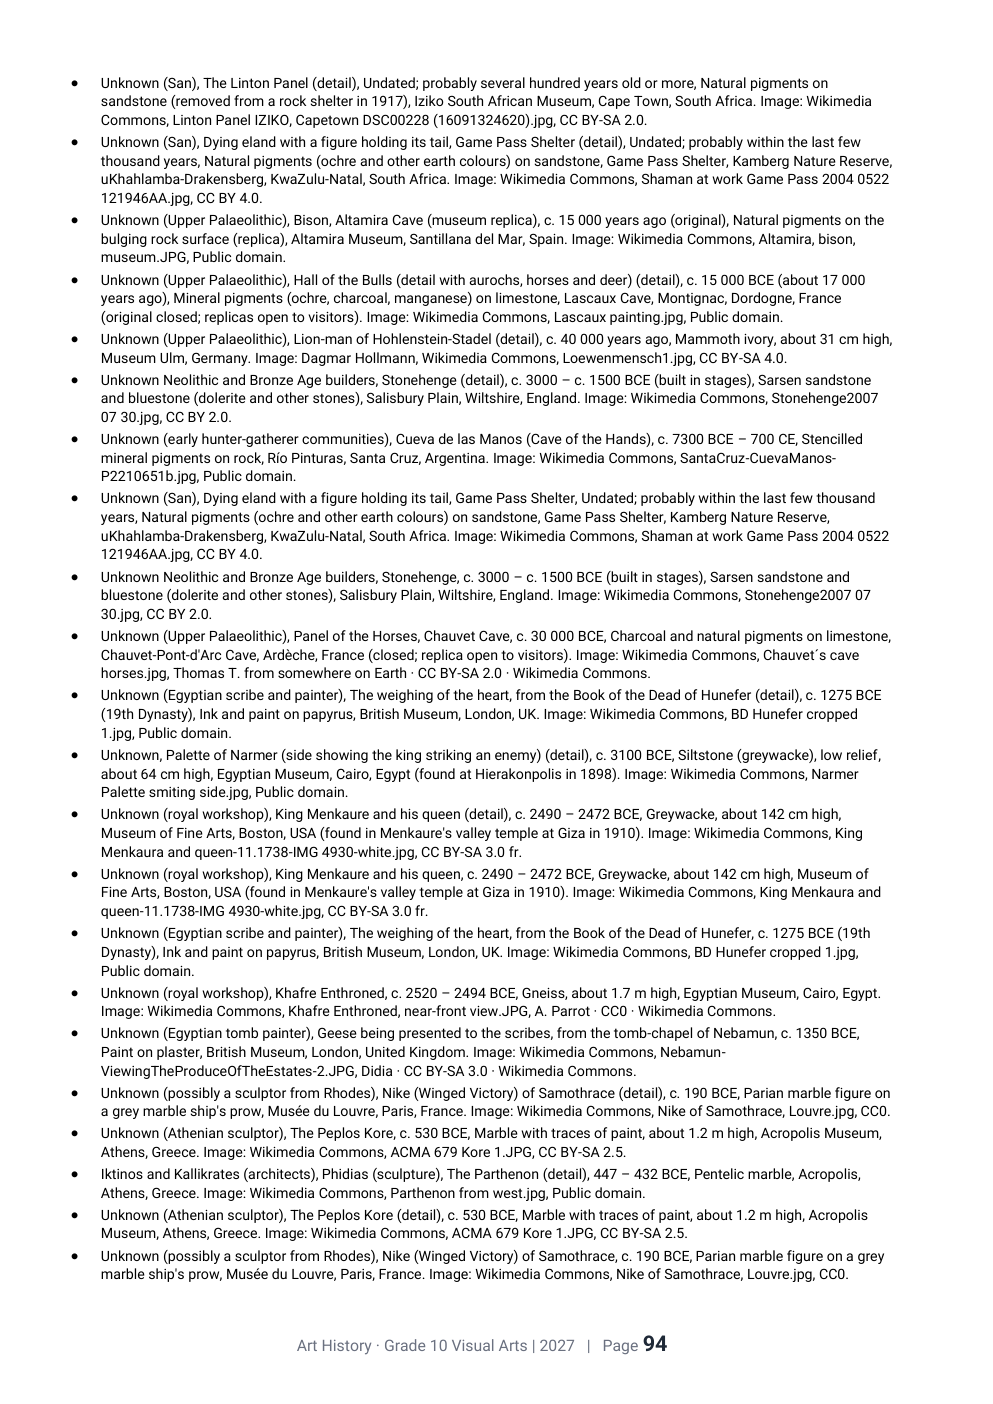 • Unknown (San), The Linton Panel (detail), Undated; probably several hundred years old or more, Natural pigments on
sandstone (removed from a rock shelter in 1917), Iziko South African Museum, Cape Town, South Africa. Image: Wikimedia
Commons, Linton Panel IZIKO, Capetown DSC00228 (16091324620).jpg, CC BY-SA 2.0.
• Unknown (San), Dying eland with a figure holding its tail, Game Pass Shelter (detail), Undated; probably within the last few
thousand years, Natural pigments (ochre and other earth colours) on sandstone, Game Pass Shelter, Kamberg Nature Reserve,
uKhahlamba-Drakensberg, KwaZulu-Natal, South Africa. Image: Wikimedia Commons, Shaman at work Game Pass 2004 0522
121946AA.jpg, CC BY 4.0.
• Unknown (Upper Palaeolithic), Bison, Altamira Cave (museum replica), c. 15 000 years ago (original), Natural pigments on the
bulging rock surface (replica), Altamira Museum, Santillana del Mar, Spain. Image: Wikimedia Commons, Altamira, bison,
museum.JPG, Public domain.
• Unknown (Upper Palaeolithic), Hall of the Bulls (detail with aurochs, horses and deer) (detail), c. 15 000 BCE (about 17 000
years ago), Mineral pigments (ochre, charcoal, manganese) on limestone, Lascaux Cave, Montignac, Dordogne, France
(original closed; replicas open to visitors). Image: Wikimedia Commons, Lascaux painting.jpg, Public domain.
• Unknown (Upper Palaeolithic), Lion-man of Hohlenstein-Stadel (detail), c. 40 000 years ago, Mammoth ivory, about 31 cm high,
Museum Ulm, Germany. Image: Dagmar Hollmann, Wikimedia Commons, Loewenmensch1.jpg, CC BY-SA 4.0.
• Unknown Neolithic and Bronze Age builders, Stonehenge (detail), c. 3000 – c. 1500 BCE (built in stages), Sarsen sandstone
and bluestone (dolerite and other stones), Salisbury Plain, Wiltshire, England. Image: Wikimedia Commons, Stonehenge2007
07 30.jpg, CC BY 2.0.
• Unknown (early hunter-gatherer communities), Cueva de las Manos (Cave of the Hands), c. 7300 BCE – 700 CE, Stencilled
mineral pigments on rock, Río Pinturas, Santa Cruz, Argentina. Image: Wikimedia Commons, SantaCruz-CuevaManos-
P2210651b.jpg, Public domain.
• Unknown (San), Dying eland with a figure holding its tail, Game Pass Shelter, Undated; probably within the last few thousand
years, Natural pigments (ochre and other earth colours) on sandstone, Game Pass Shelter, Kamberg Nature Reserve,
uKhahlamba-Drakensberg, KwaZulu-Natal, South Africa. Image: Wikimedia Commons, Shaman at work Game Pass 2004 0522
121946AA.jpg, CC BY 4.0.
• Unknown Neolithic and Bronze Age builders, Stonehenge, c. 3000 – c. 1500 BCE (built in stages), Sarsen sandstone and
bluestone (dolerite and other stones), Salisbury Plain, Wiltshire, England. Image: Wikimedia Commons, Stonehenge2007 07
30.jpg, CC BY 2.0.
• Unknown (Upper Palaeolithic), Panel of the Horses, Chauvet Cave, c. 30 000 BCE, Charcoal and natural pigments on limestone,
Chauvet-Pont-d'Arc Cave, Ardèche, France (closed; replica open to visitors). Image: Wikimedia Commons, Chauvet´s cave
horses.jpg, Thomas T. from somewhere on Earth · CC BY-SA 2.0 · Wikimedia Commons.
• Unknown (Egyptian scribe and painter), The weighing of the heart, from the Book of the Dead of Hunefer (detail), c. 1275 BCE
(19th Dynasty), Ink and paint on papyrus, British Museum, London, UK. Image: Wikimedia Commons, BD Hunefer cropped
1.jpg, Public domain.
• Unknown, Palette of Narmer (side showing the king striking an enemy) (detail), c. 3100 BCE, Siltstone (greywacke), low relief,
about 64 cm high, Egyptian Museum, Cairo, Egypt (found at Hierakonpolis in 1898). Image: Wikimedia Commons, Narmer
Palette smiting side.jpg, Public domain.
• Unknown (royal workshop), King Menkaure and his queen (detail), c. 2490 – 2472 BCE, Greywacke, about 142 cm high,
Museum of Fine Arts, Boston, USA (found in Menkaure's valley temple at Giza in 1910). Image: Wikimedia Commons, King
Menkaura and queen-11.1738-IMG 4930-white.jpg, CC BY-SA 3.0 fr.
• Unknown (royal workshop), King Menkaure and his queen, c. 2490 – 2472 BCE, Greywacke, about 142 cm high, Museum of
Fine Arts, Boston, USA (found in Menkaure's valley temple at Giza in 1910). Image: Wikimedia Commons, King Menkaura and
queen-11.1738-IMG 4930-white.jpg, CC BY-SA 3.0 fr.
• Unknown (Egyptian scribe and painter), The weighing of the heart, from the Book of the Dead of Hunefer, c. 1275 BCE (19th
Dynasty), Ink and paint on papyrus, British Museum, London, UK. Image: Wikimedia Commons, BD Hunefer cropped 1.jpg,
Public domain.
• Unknown (royal workshop), Khafre Enthroned, c. 2520 – 2494 BCE, Gneiss, about 1.7 m high, Egyptian Museum, Cairo, Egypt.
Image: Wikimedia Commons, Khafre Enthroned, near-front view.JPG, A. Parrot · CC0 · Wikimedia Commons.
• Unknown (Egyptian tomb painter), Geese being presented to the scribes, from the tomb-chapel of Nebamun, c. 1350 BCE,
Paint on plaster, British Museum, London, United Kingdom. Image: Wikimedia Commons, Nebamun-
ViewingTheProduceOfTheEstates-2.JPG, Didia · CC BY-SA 3.0 · Wikimedia Commons.
• Unknown (possibly a sculptor from Rhodes), Nike (Winged Victory) of Samothrace (detail), c. 190 BCE, Parian marble figure on
a grey marble ship's prow, Musée du Louvre, Paris, France. Image: Wikimedia Commons, Nike of Samothrace, Louvre.jpg, CC0.
• Unknown (Athenian sculptor), The Peplos Kore, c. 530 BCE, Marble with traces of paint, about 1.2 m high, Acropolis Museum,
Athens, Greece. Image: Wikimedia Commons, ACMA 679 Kore 1.JPG, CC BY-SA 2.5.
• Iktinos and Kallikrates (architects), Phidias (sculpture), The Parthenon (detail), 447 – 432 BCE, Pentelic marble, Acropolis,
Athens, Greece. Image: Wikimedia Commons, Parthenon from west.jpg, Public domain.
• Unknown (Athenian sculptor), The Peplos Kore (detail), c. 530 BCE, Marble with traces of paint, about 1.2 m high, Acropolis
Museum, Athens, Greece. Image: Wikimedia Commons, ACMA 679 Kore 1.JPG, CC BY-SA 2.5.
• Unknown (possibly a sculptor from Rhodes), Nike (Winged Victory) of Samothrace, c. 190 BCE, Parian marble figure on a grey
marble ship's prow, Musée du Louvre, Paris, France. Image: Wikimedia Commons, Nike of Samothrace, Louvre.jpg, CC0.
Art History · Grade 10 Visual Arts | 2027 | Page 94